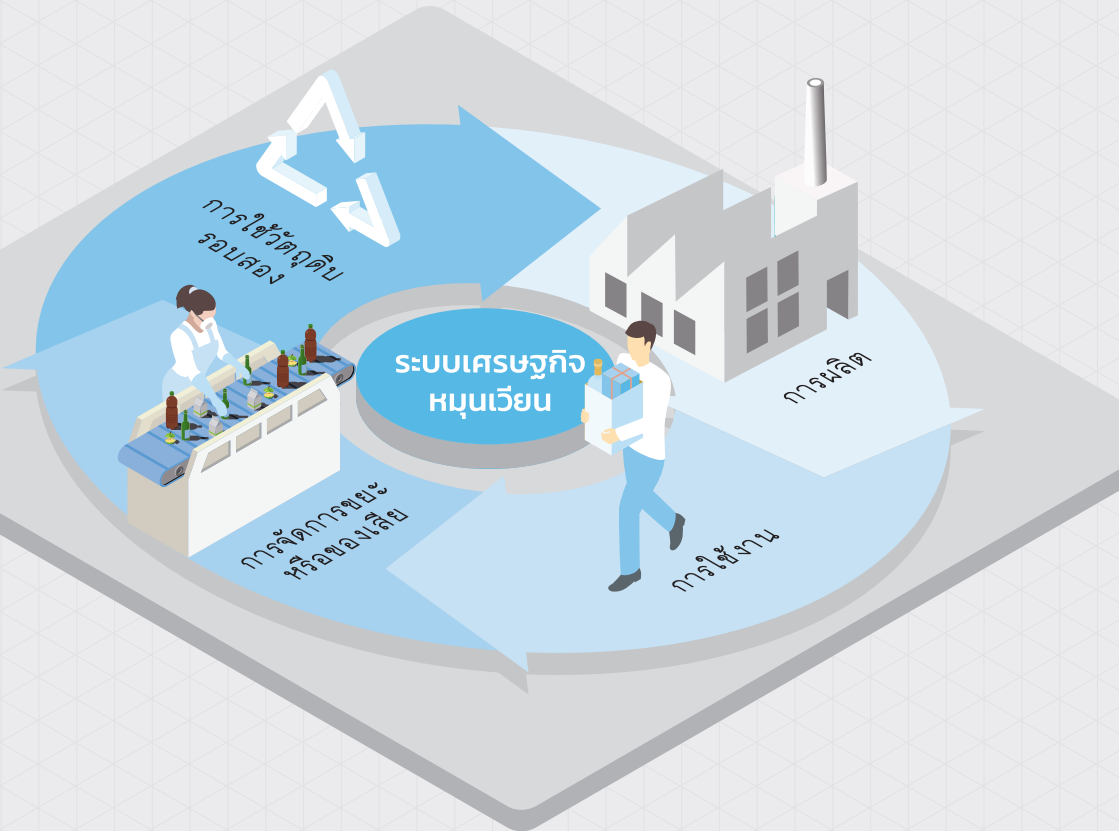 การใช้วัตถุดิบ
รอบสอง
ระบบเศรษฐกิจ
หมุนเวียน
การผลิต
การจัดการขยะ
หรือของเสีย
การใช้งาน